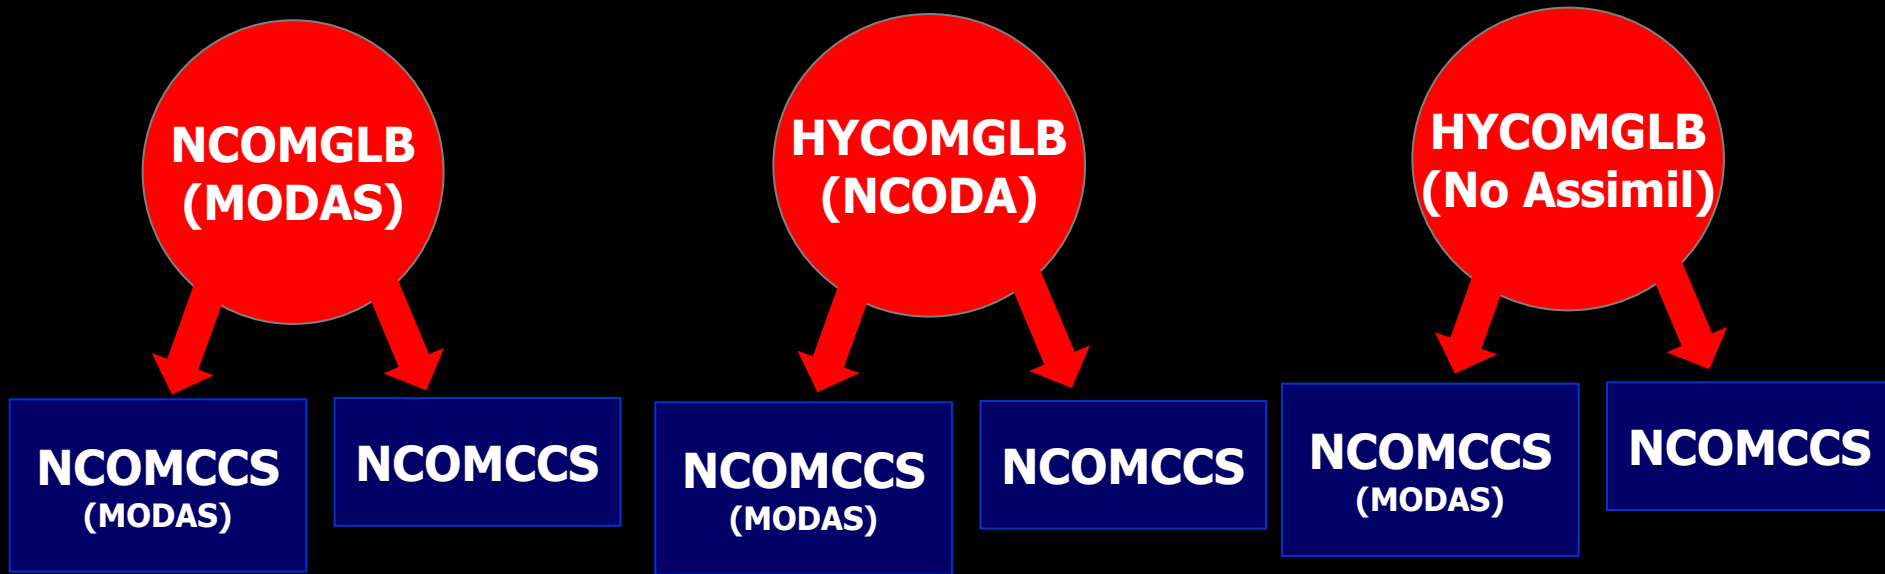 NCOMGLB
(MODAS)
HYCOMGLB
(NCODA)
HYCOMGLB
(No Assimil)
NCOMCCS
(MODAS)
NCOMCCS
NCOMCCS
(MODAS)
NCOMCCS
NCOMCCS
(MODAS)
NCOMCCS